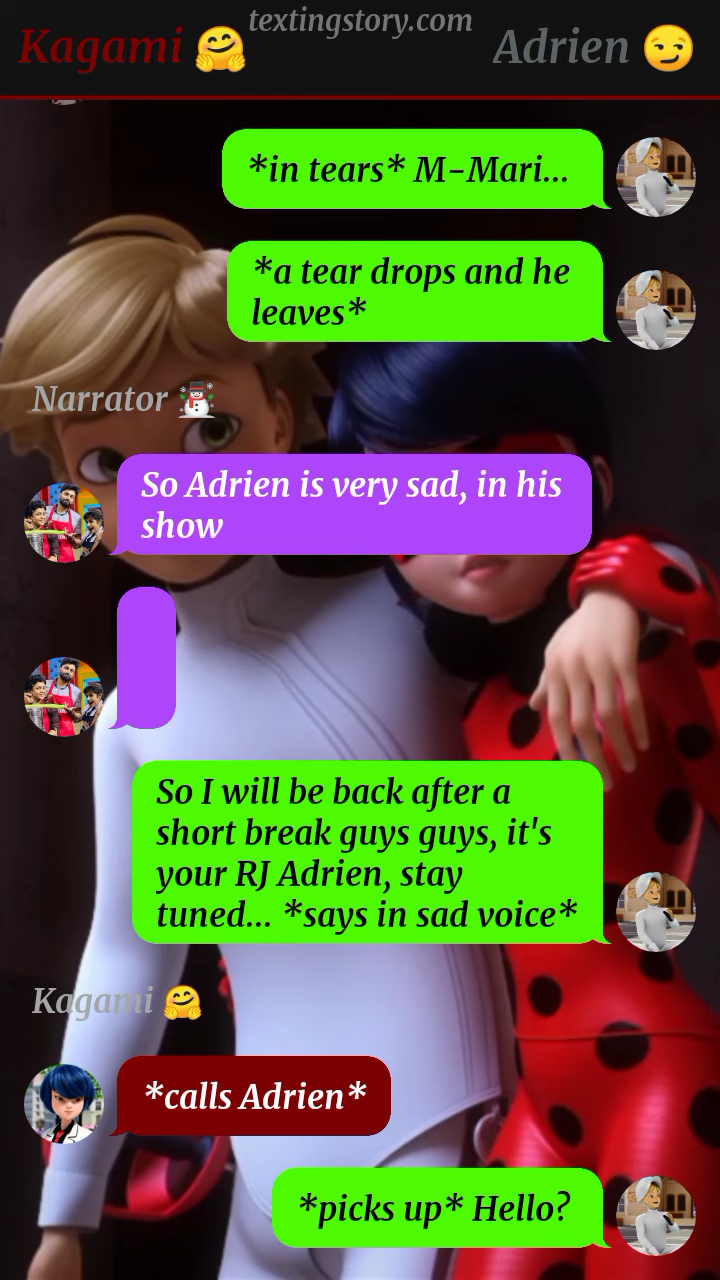 textingstory.com
Kagami 🤗 Adrien 😏
*in tears* M-Mari...
*a tear drops and he
leaves*
Narrator ☃️
So Adrien is very sad, in his
show
So I will be back after a
short break guys guys, it's
your RJ Adrien, stay
tuned... *says in sad voice*
Kagami 🤗
*calls Adrien*
*picks up* Hello?